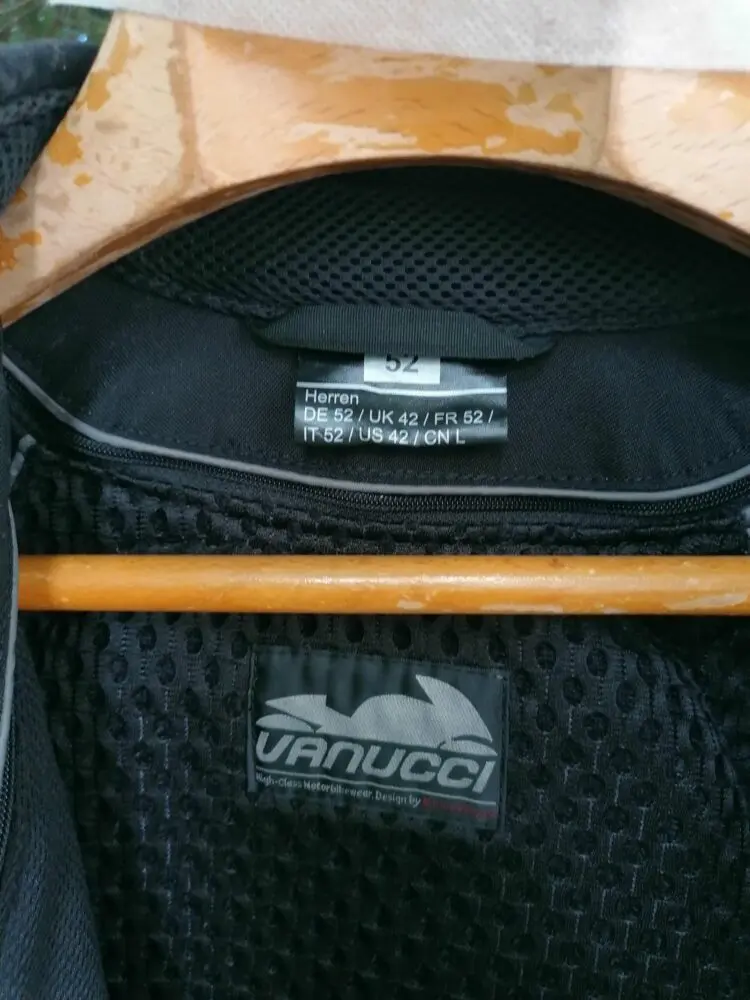 52
Herren
DE 52 / UK 42 / FR 52 /
IT 52 / US 42 / CN L
VANUCCI
High-Class Motorbikewear, Design by